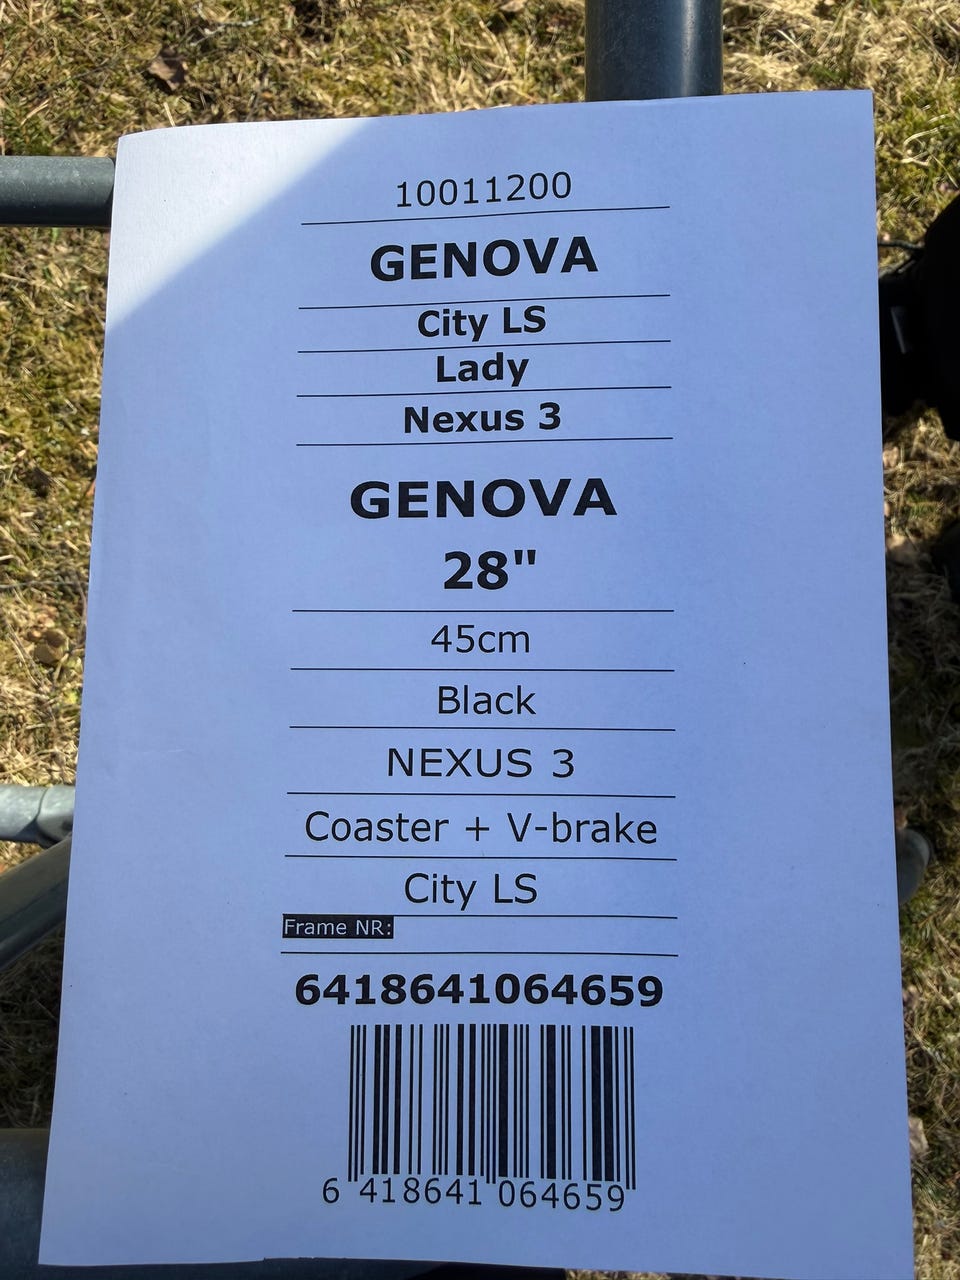 10011200
GENOVA
City LS
Lady
Nexus 3
GENOVA
28"
45cm
Black
NEXUS 3
Coaster + V-brake
City LS
Frame NR:
6418641064659
6 418641 064659